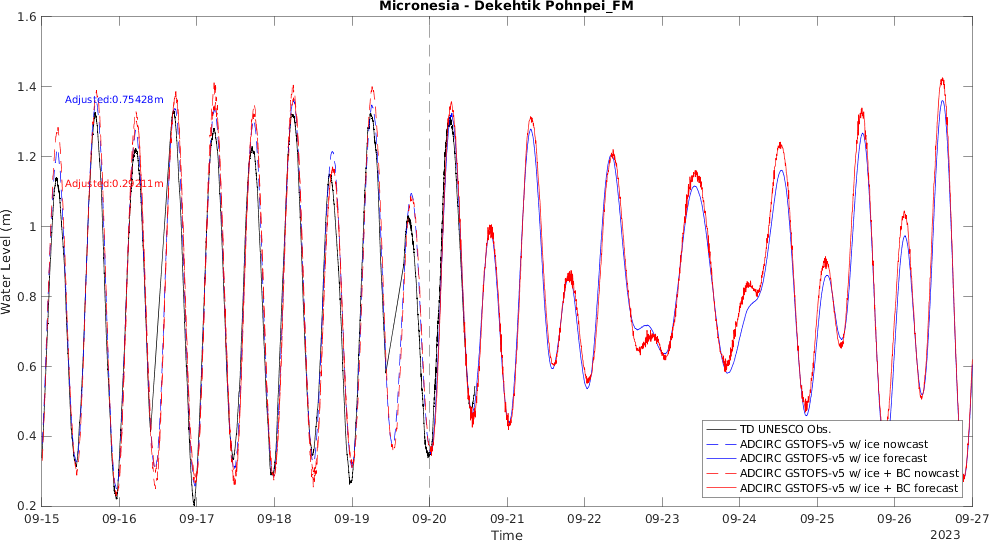 Micronesia - Dekehtik Pohnpei_FM
1.6
1.4
1.2
1
0.8
0.6
0.4
0.2
Water Level (m)
Adjusted:0.75428m
Adjusted:0.29211m
TD UNESCO Obs.
ADCIRC GSTOFS-v5 w/ ice nowcast
ADCIRC GSTOFS-v5 w/ ice forecast
ADCIRC GSTOFS-v5 w/ ice + BC nowcast
ADCIRC GSTOFS-v5 w/ ice + BC forecast
09-15 09-16 09-17 09-18 09-19 09-20 09-21 09-22 09-23 09-24 09-25 09-26 09-27
Time
2023